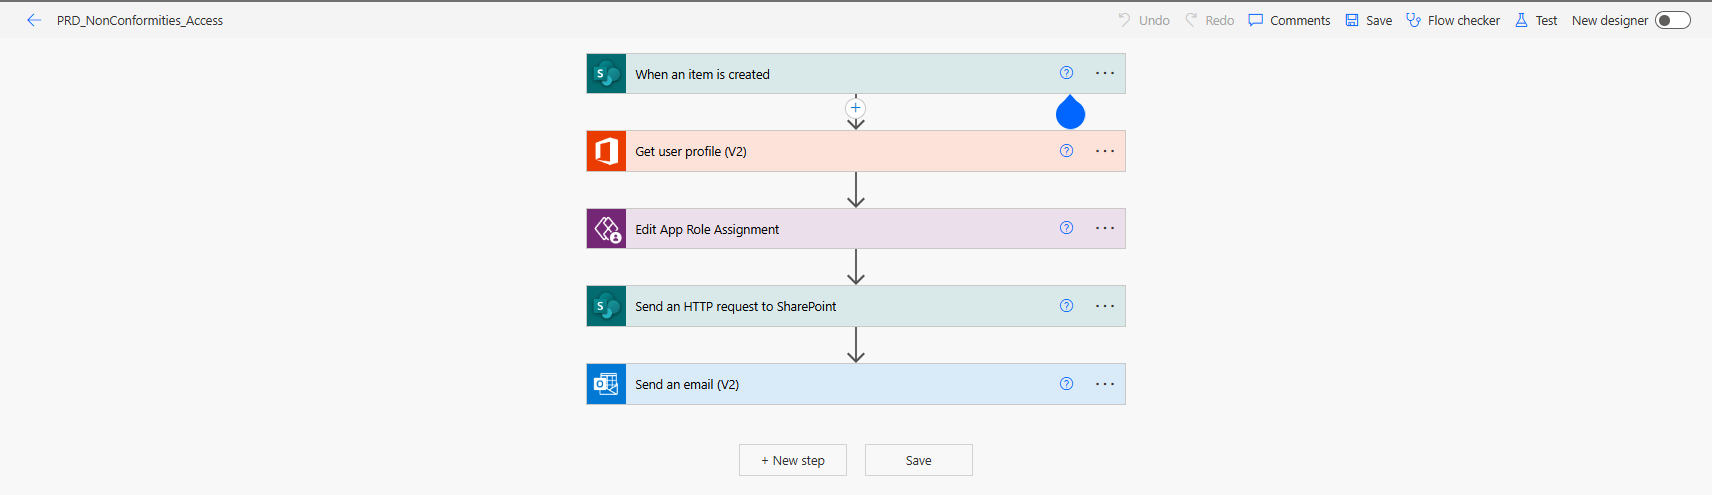 PRD_NonConformities_Access
Undo Redo Comments Save Flow checker Test New designer
When an item is created
Get user profile (V2)
Edit App Role Assignment
Send an HTTP request to SharePoint
Send an email (V2)
+ New step Save